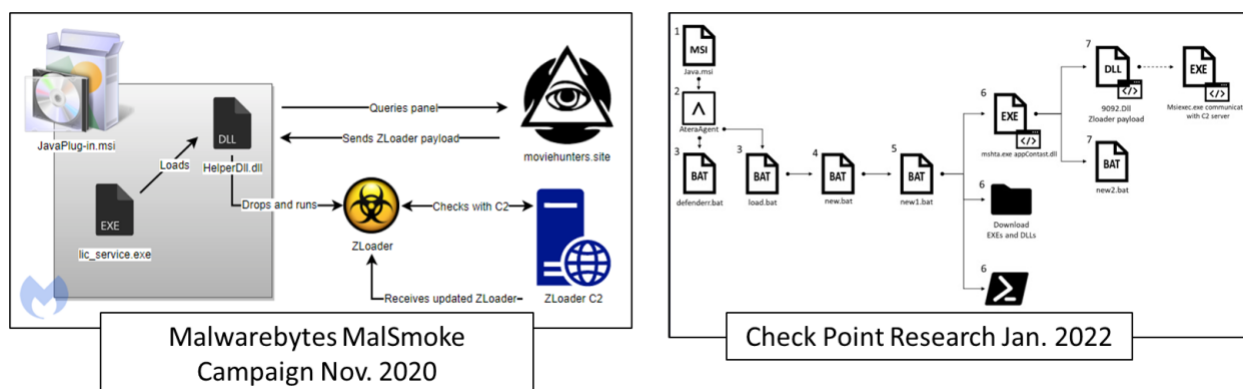 JavaPlug-in.msi
Loads
DLL
HelperDll.dll
EXE
lic_service.exe
Queries panel
Sends ZLoader payload
moviehunters.site
Drops and runs
ZLoader
Checks with C2
Receives updated ZLoader
ZLoader C2
Malwarebytes MalSmoke
Campaign Nov. 2020
1
MSI
Java.msi
2
AteraAgent
3
BAT
defenderr.bat
3
BAT
load.bat
4
BAT
new.bat
5
BAT
new1.bat
6
EXE
</>
mshta.exe appContast.dll
6
Download
EXEs and DLLs
6
7
DLL
</>
9092.Dll
Zloader payload
EXE
</>
Msiexec.exe communicat
with C2 server
7
BAT
new2.bat
Check Point Research Jan. 2022